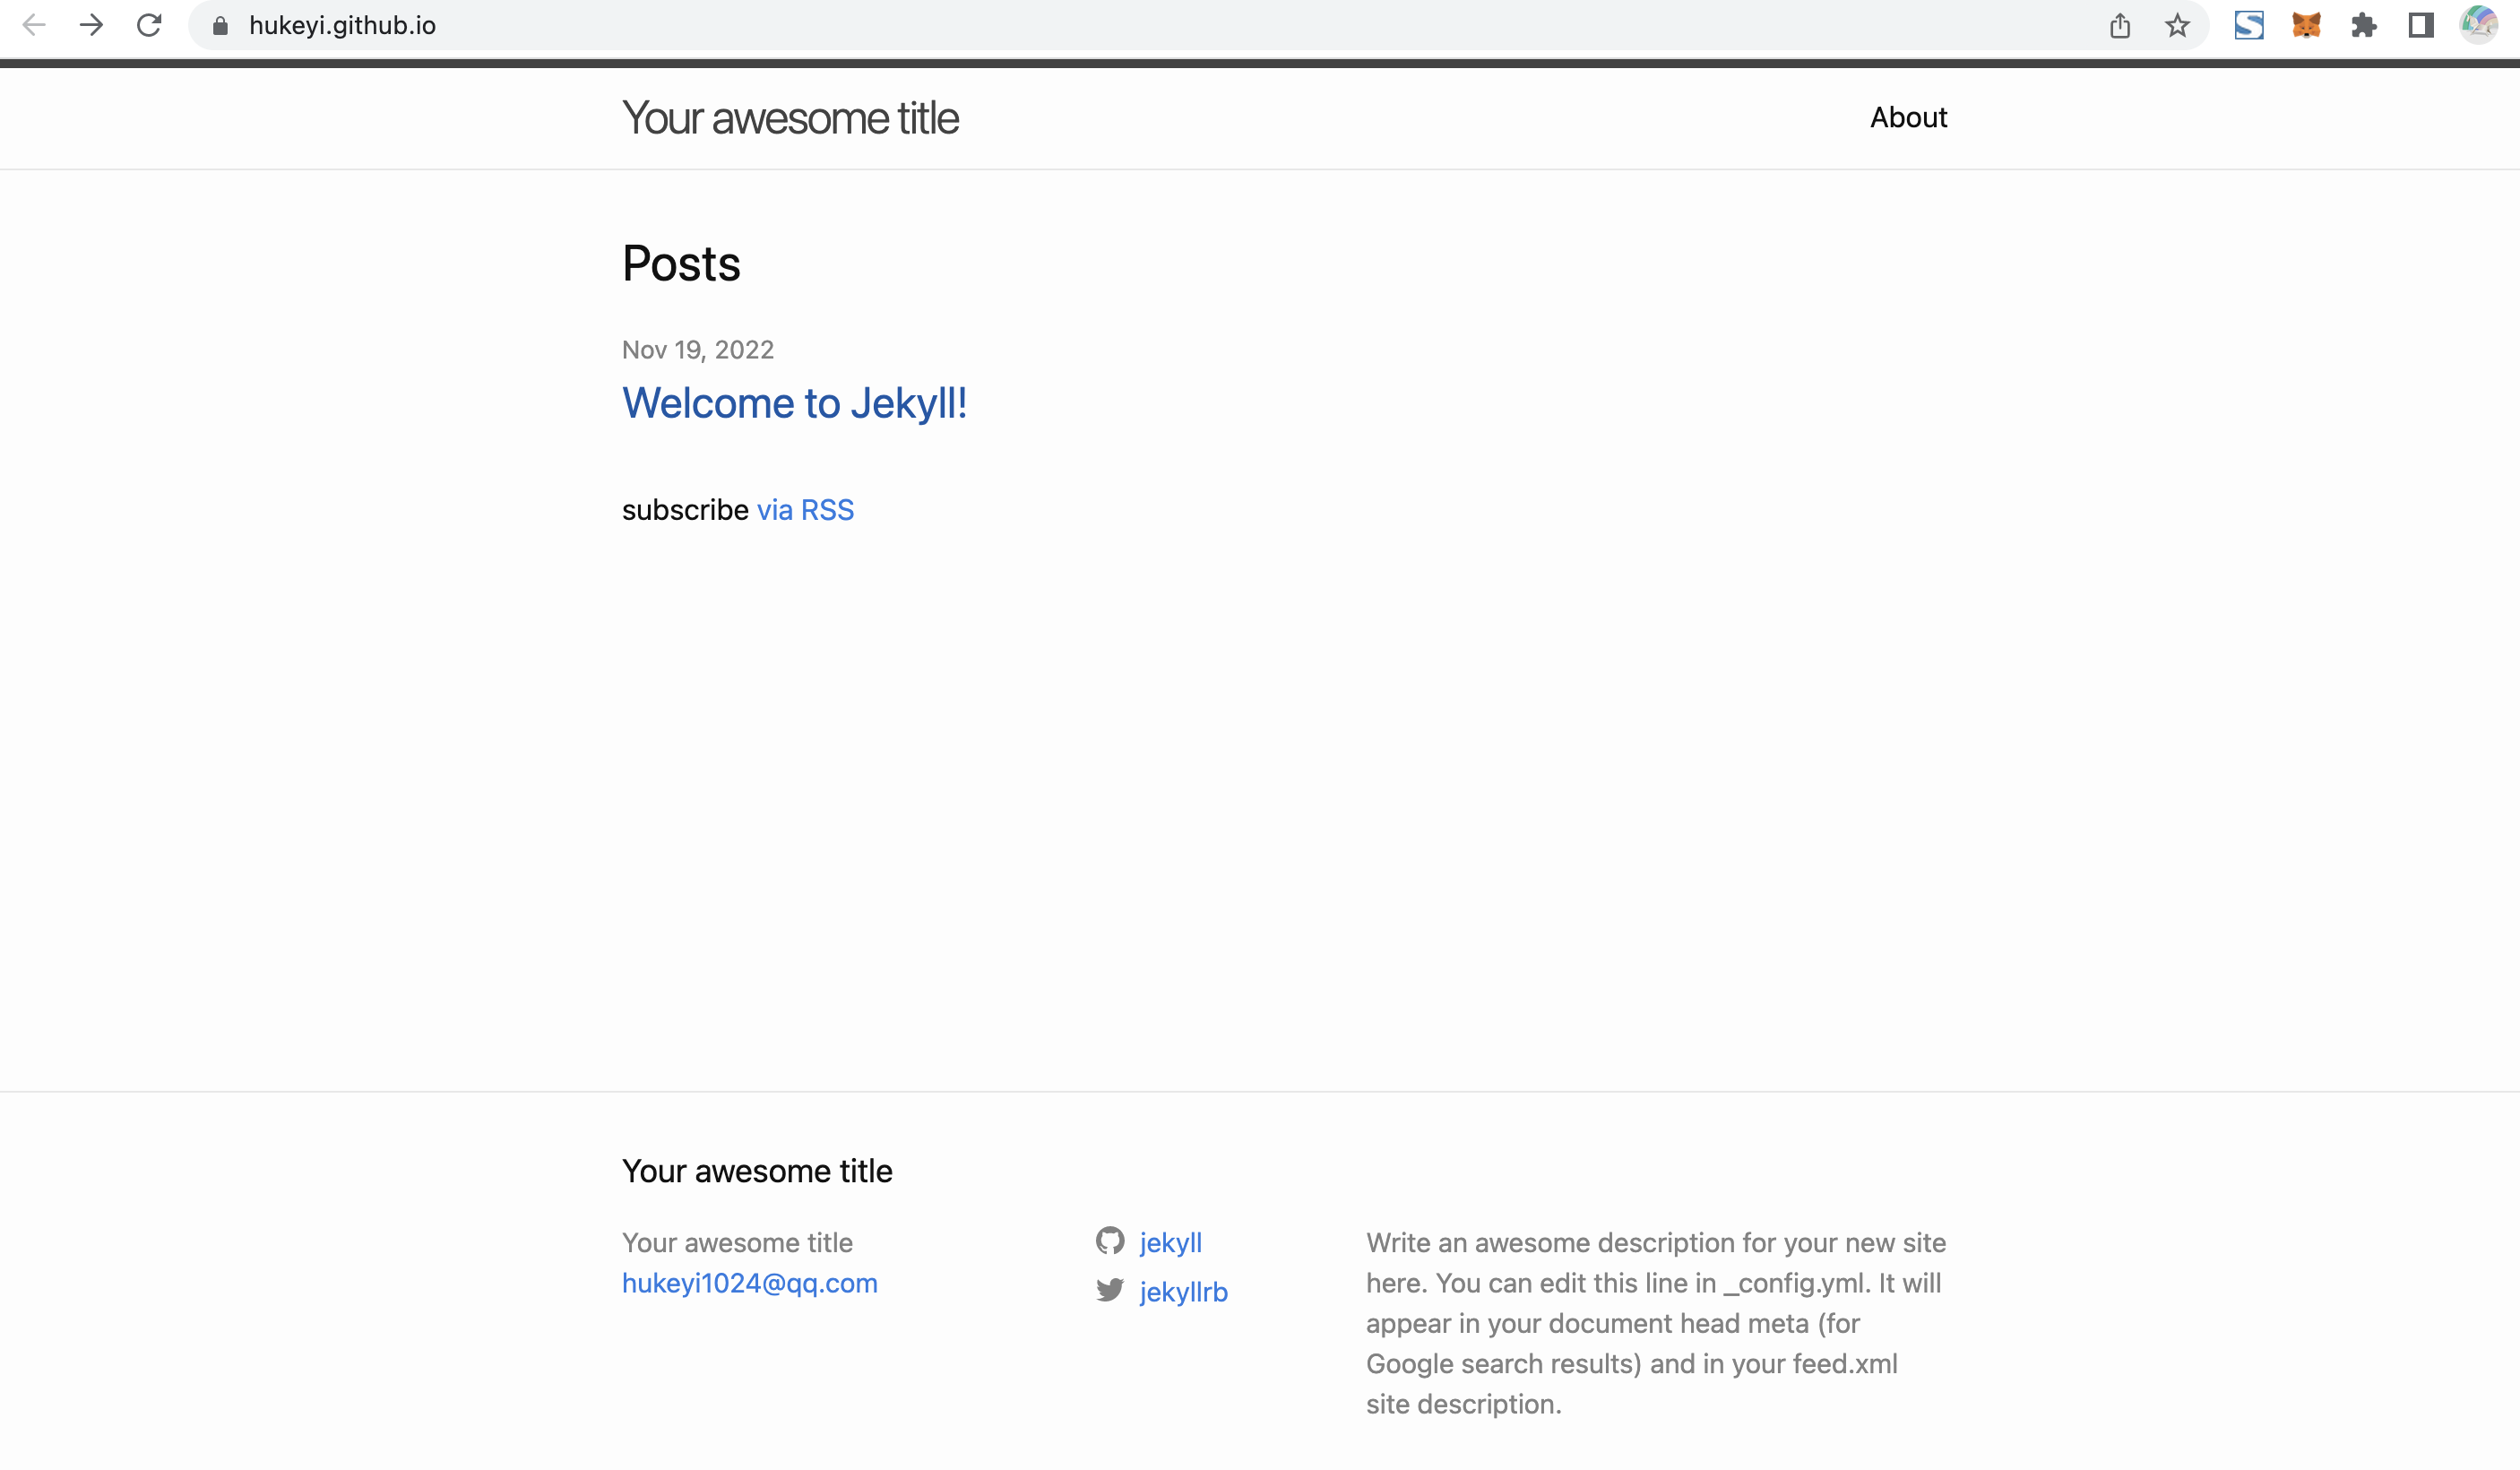 hukeyi.github.io
Your awesome title
About
Posts
Nov 19, 2022
Welcome to Jekyll!
subscribe via RSS
Your awesome title
Your awesome title
hukeyi1024@qq.com
jekyll
jekyllrb
Write an awesome description for your new site
here. You can edit this line in _config.yml. It will
appear in your document head meta (for
Google search results) and in your feed.xml
site description.